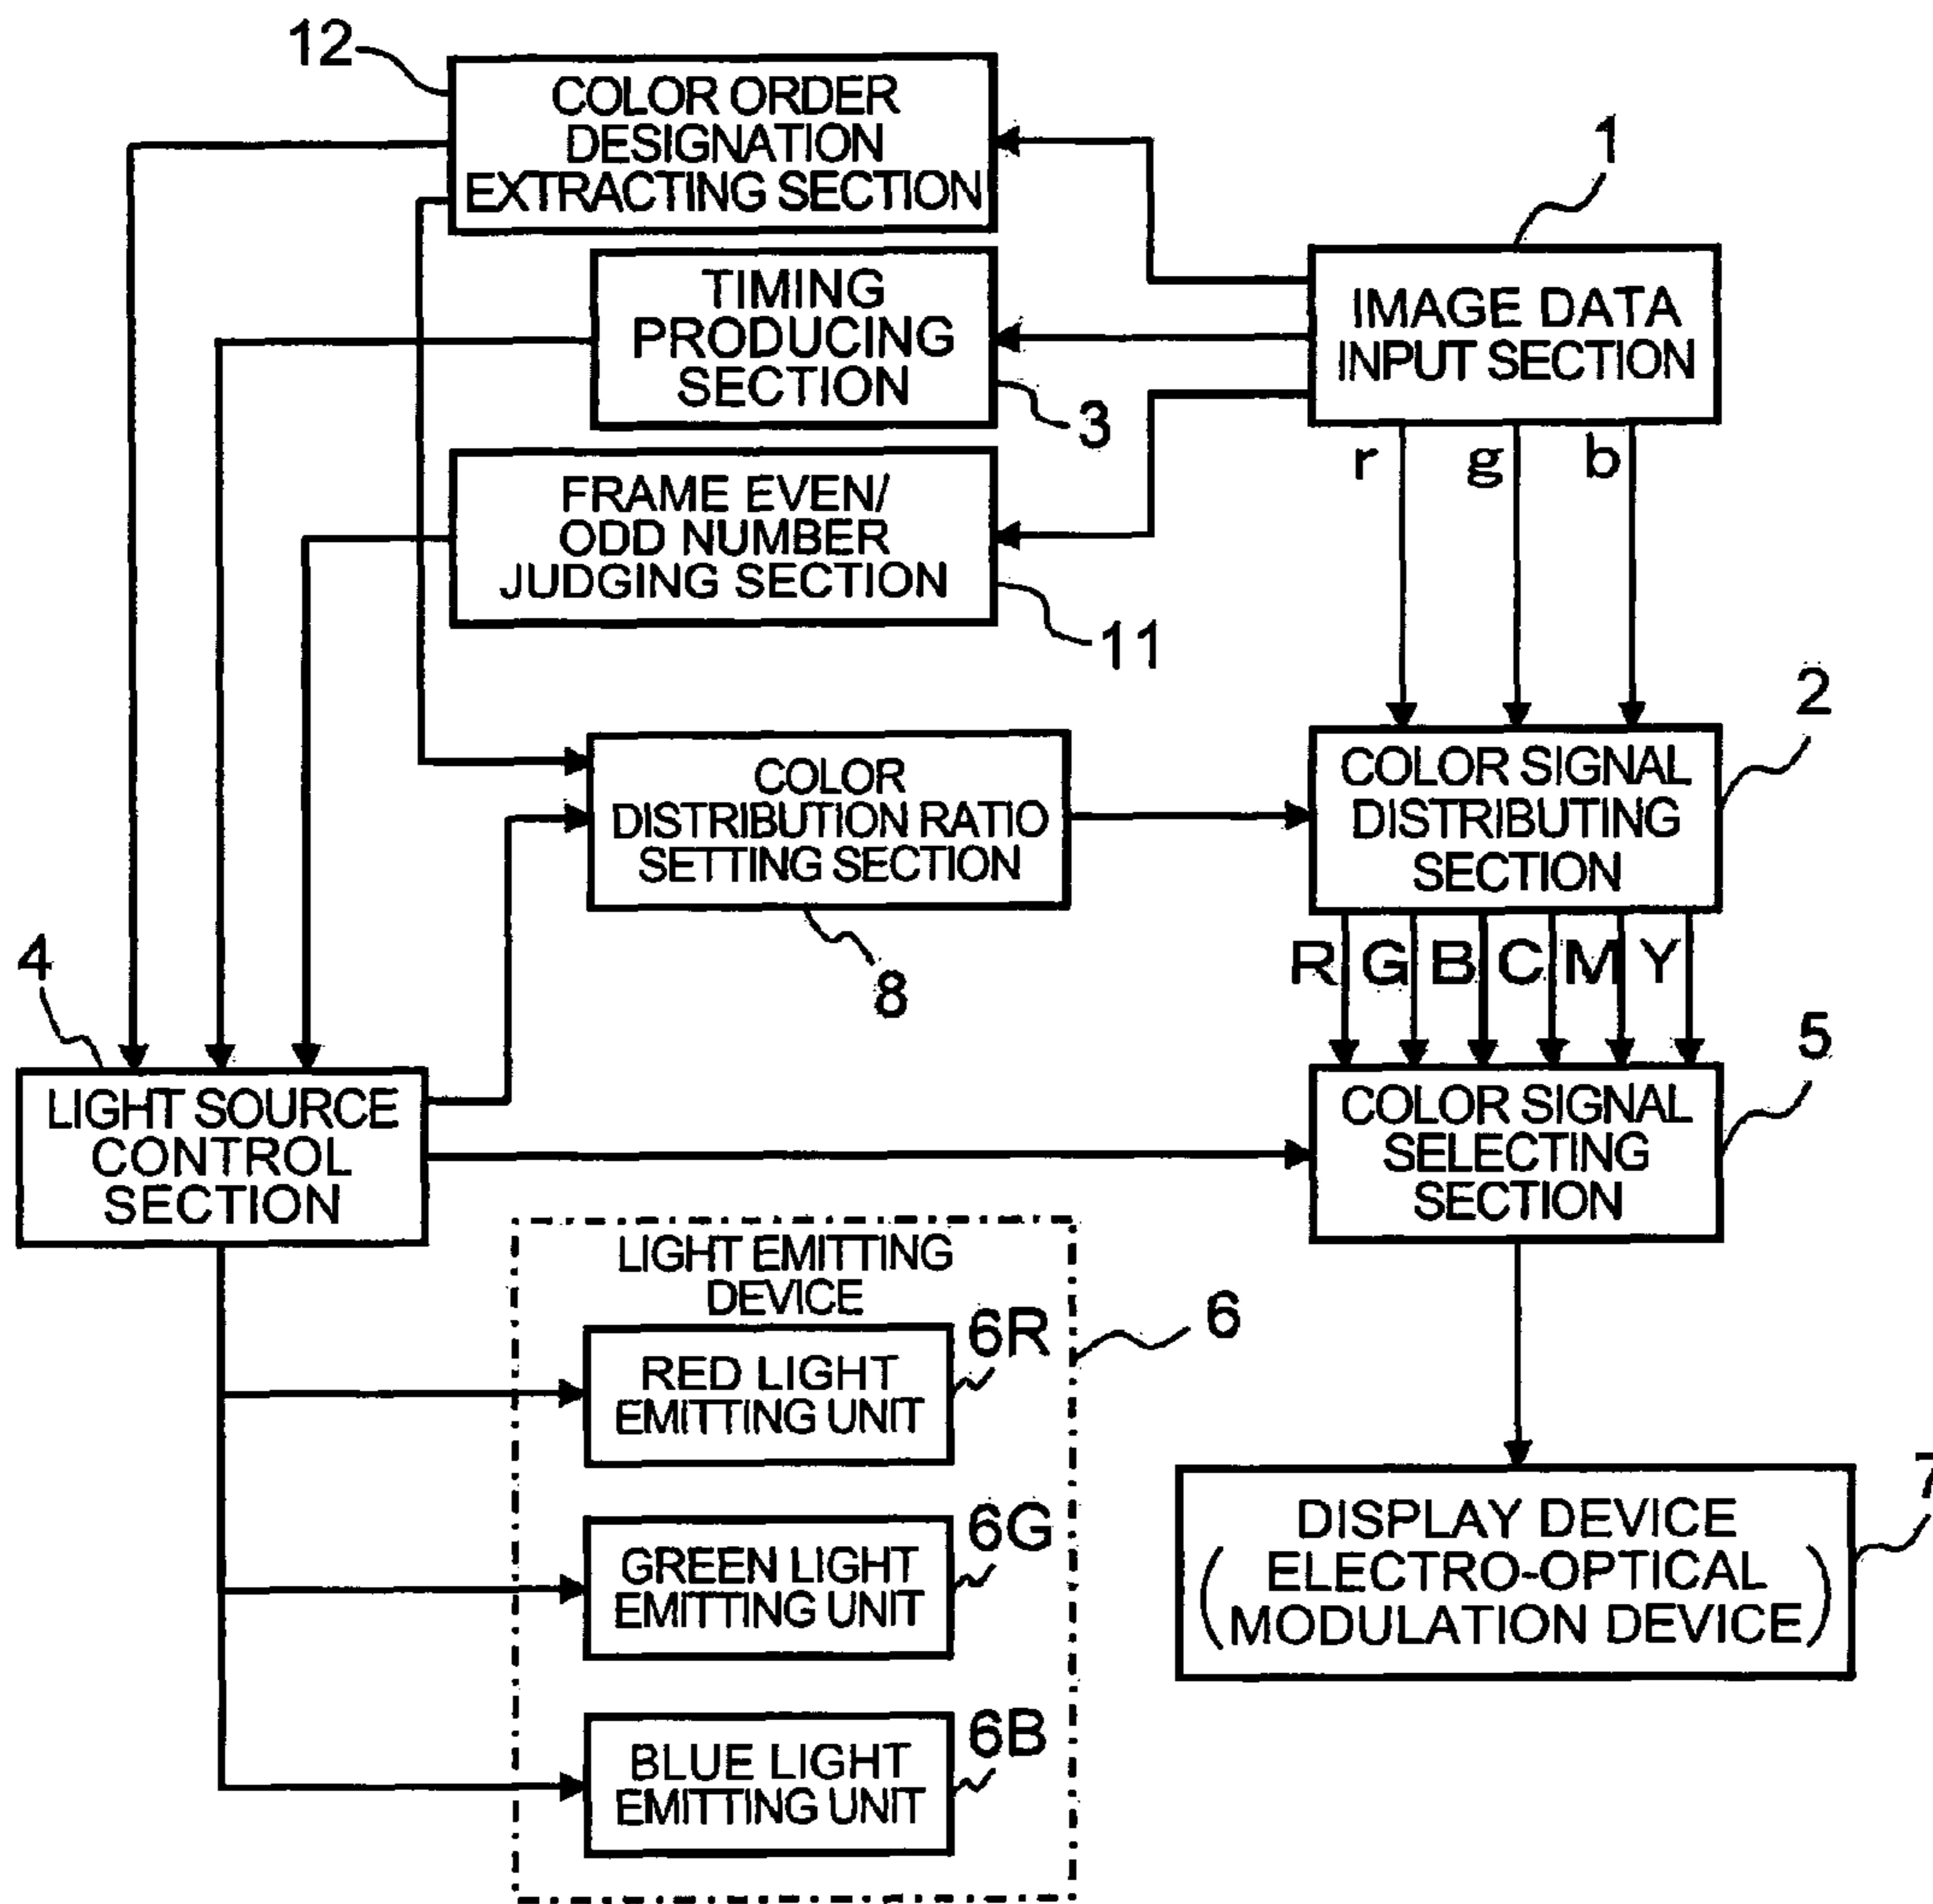 12
COLOR ORDER
DESIGNATION
EXTRACTING SECTION
1
IMAGE DATA
INPUT SECTION
TIMING
PRODUCING
SECTION
3
r g b
FRAME EVEN/
ODD NUMBER
JUDGING SECTION
11
2
COLOR SIGNAL
DISTRIBUTING
SECTION
COLOR
DISTRIBUTION RATIO
SETTING SECTION
8
R G B C M Y
4
LIGHT SOURCE
CONTROL
SECTION
5
COLOR SIGNAL
SELECTING
SECTION
LIGHT EMITTING
DEVICE
6
6R
RED LIGHT
EMITTING UNIT
6G
GREEN LIGHT
EMITTING UNIT
6B
BLUE LIGHT
EMITTING UNIT
7
DISPLAY DEVICE
(ELECTRO-OPTICAL
MODULATION DEVICE)